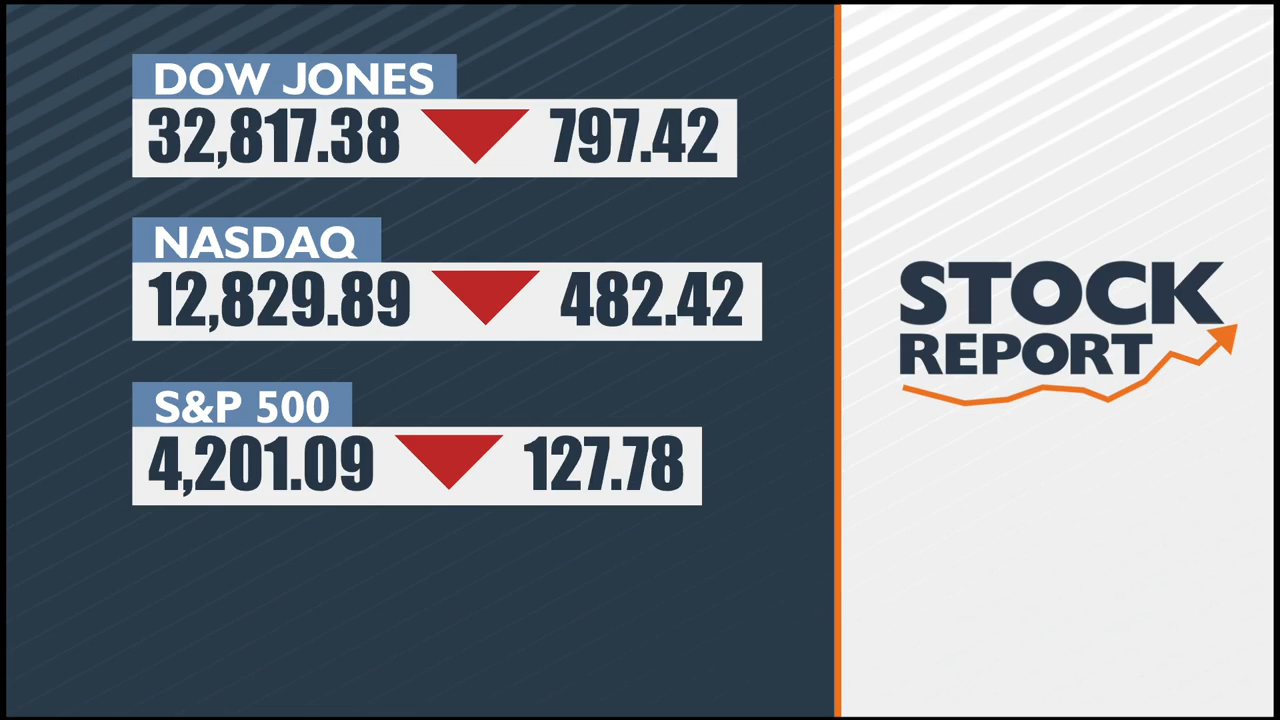 DOW JONES
32,817.38 797.42
NASDAQ
12,829.89 482.42
S&P 500
4,201.09 127.78
STOCK
REPORT